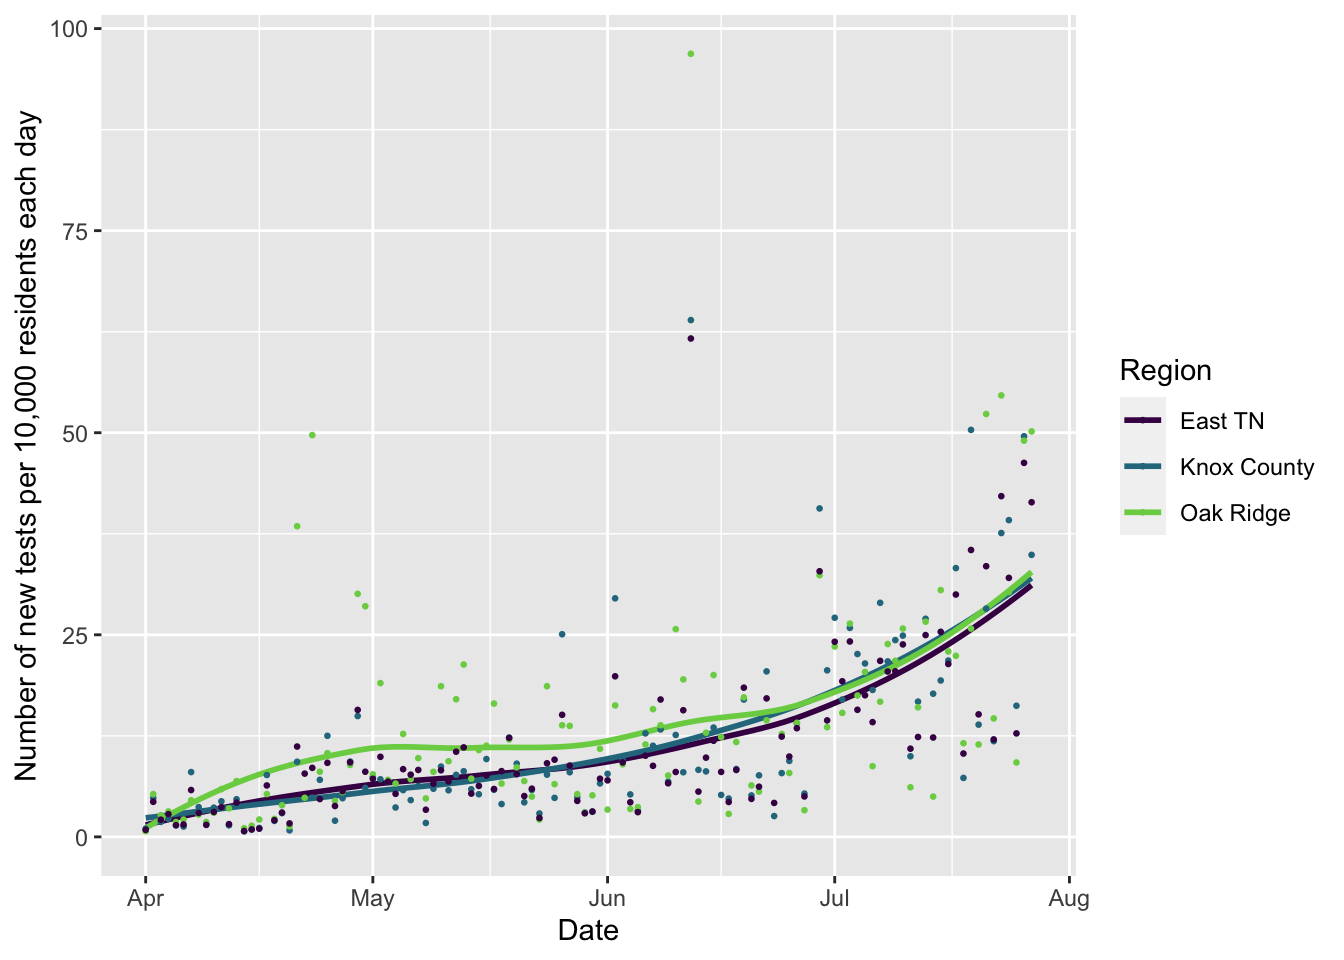 Number of new tests per 10,000 residents each day
100
75
50
25
0
Apr
May
Jun
Jul
Aug
Date
Region
East TN
Knox County
Oak Ridge